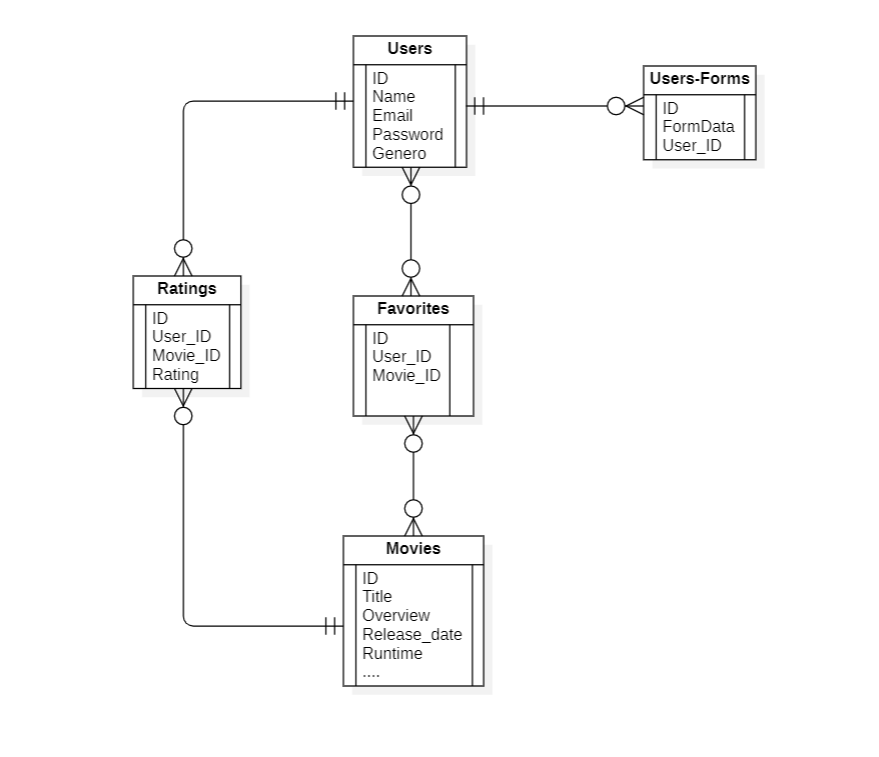 Users
ID
Name
Email
Password
Genero
Users-Forms
ID
FormData
User_ID
Ratings
ID
User_ID
Movie_ID
Rating
Favorites
ID
User_ID
Movie_ID
Movies
ID
Title
Overview
Release_date
Runtime
....